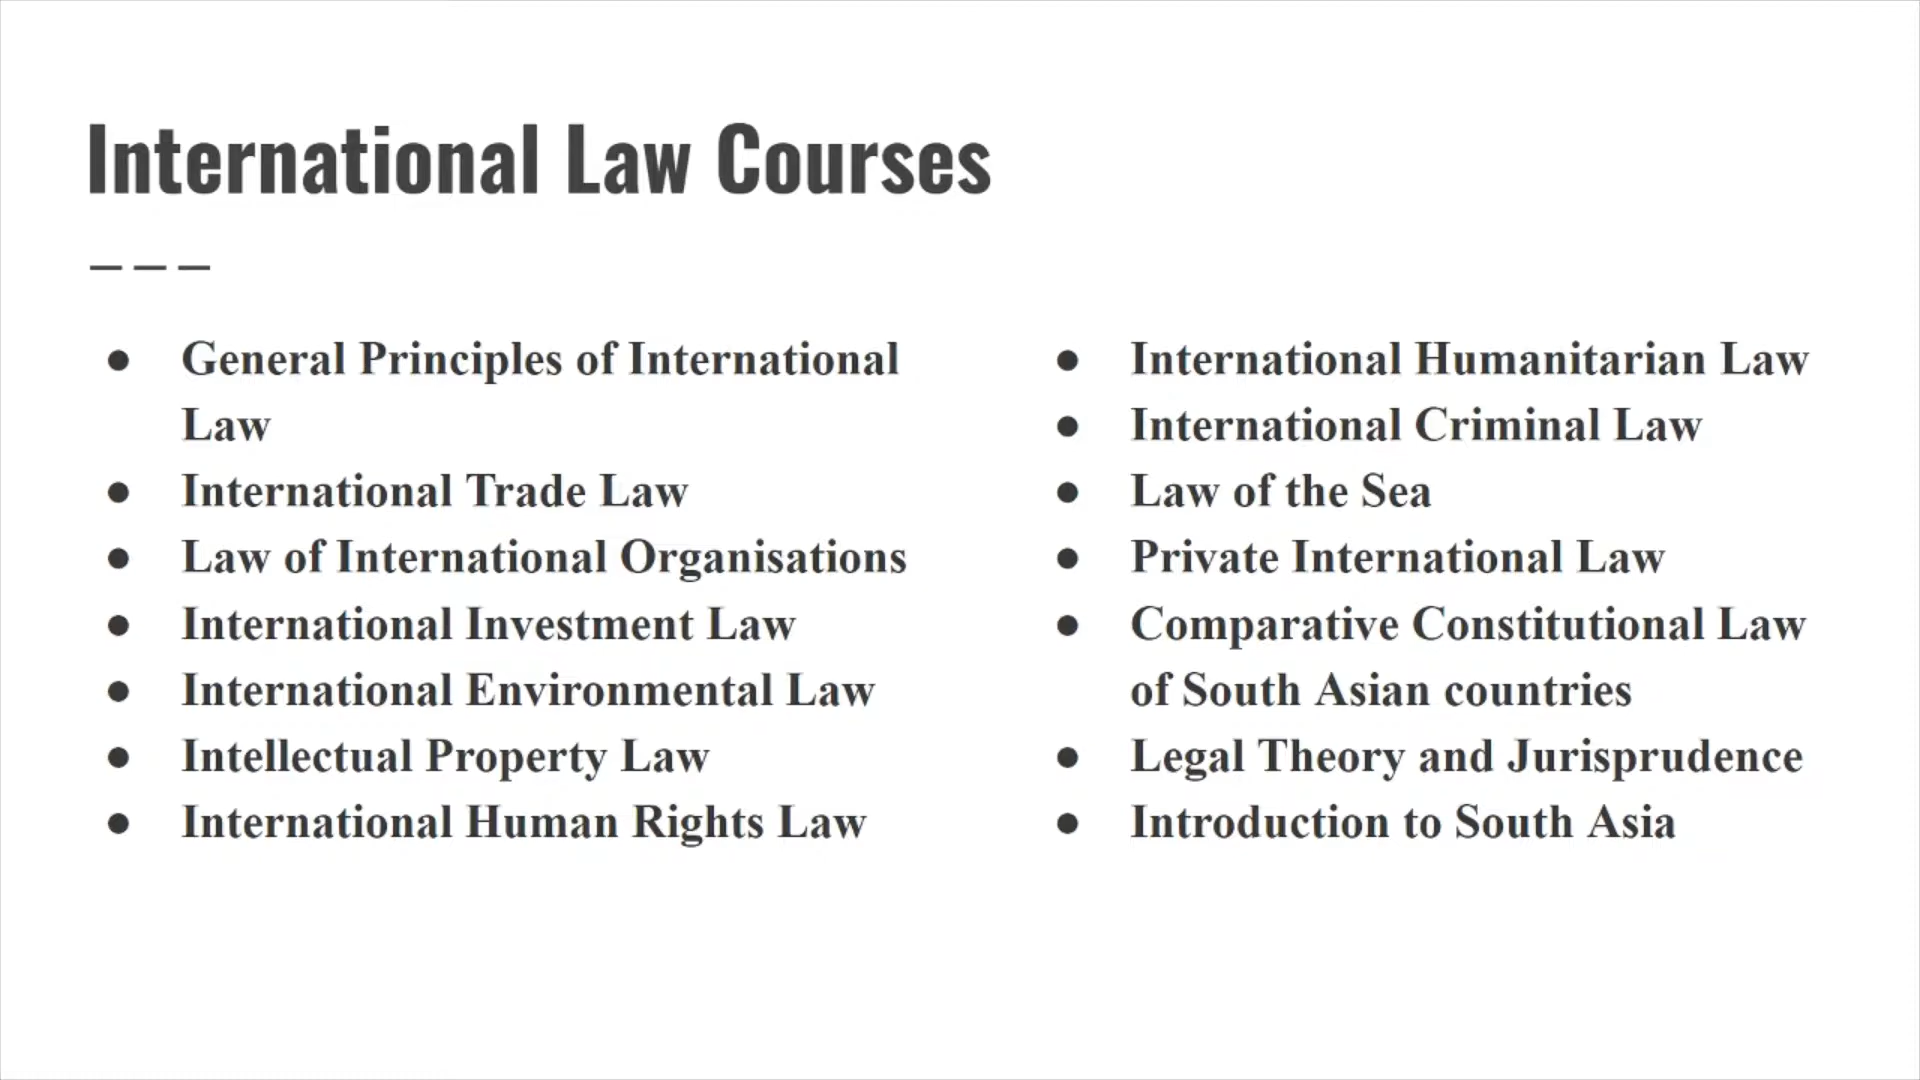 International Law Courses
● General Principles of International
Law
● International Trade Law
● Law of International Organisations
● International Investment Law
● International Environmental Law
● Intellectual Property Law
● International Human Rights Law
● International Humanitarian Law
● International Criminal Law
● Law of the Sea
● Private International Law
● Comparative Constitutional Law
of South Asian countries
● Legal Theory and Jurisprudence
● Introduction to South Asia